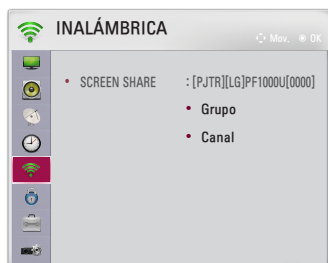 INALÁMBRICA
Mov. OK
• SCREEN SHARE : [PJTR][LG]PF1000U[0000]
• Grupo
• Canal